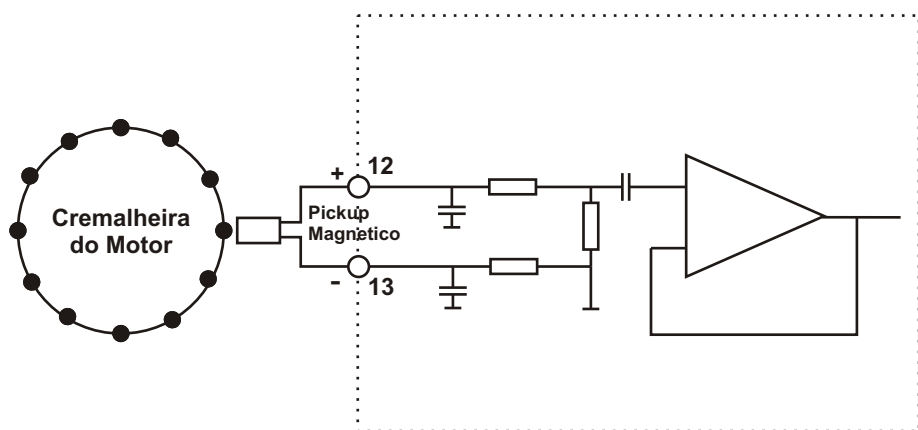 Cremalheira
do Motor
+
12
Pickup
Magnetico
-
13